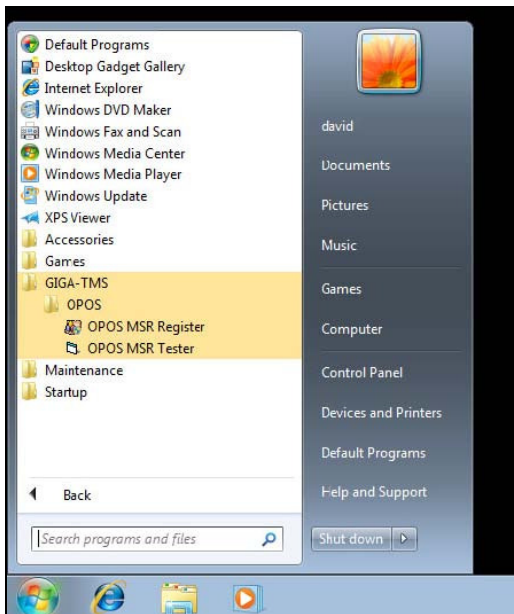 Default Programs
Desktop Gadget Gallery
Internet Explorer
Windows DVD Maker
Windows Fax and Scan
Windows Media Center
Windows Media Player
Windows Update
XPS Viewer
Accessories
Games
GIGA-TMS
OPOS
OPOS MSR Register
OPOS MSR Tester
Maintenance
Startup
Back
Search programs and files
david
Documents
Pictures
Music
Games
Computer
Control Panel
Devices and Printers
Default Programs
Help and Support
Shut down